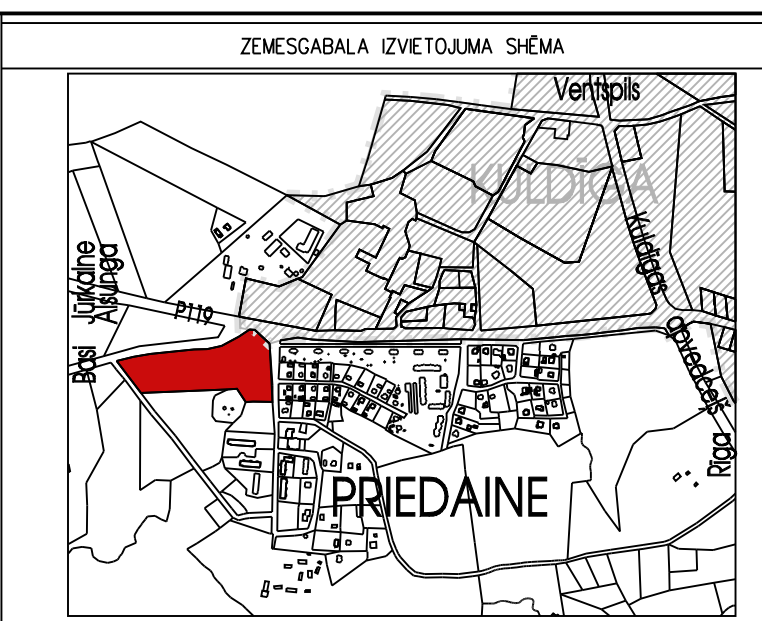 ZEMESGABALA IZVIETOJUMA SHĒMA
Ventspils
KULDĪGA
Kuldīgas apvedceļš
Jūrkalne
Alsunga
P119
Basi
Rīga
PRIEDAINE